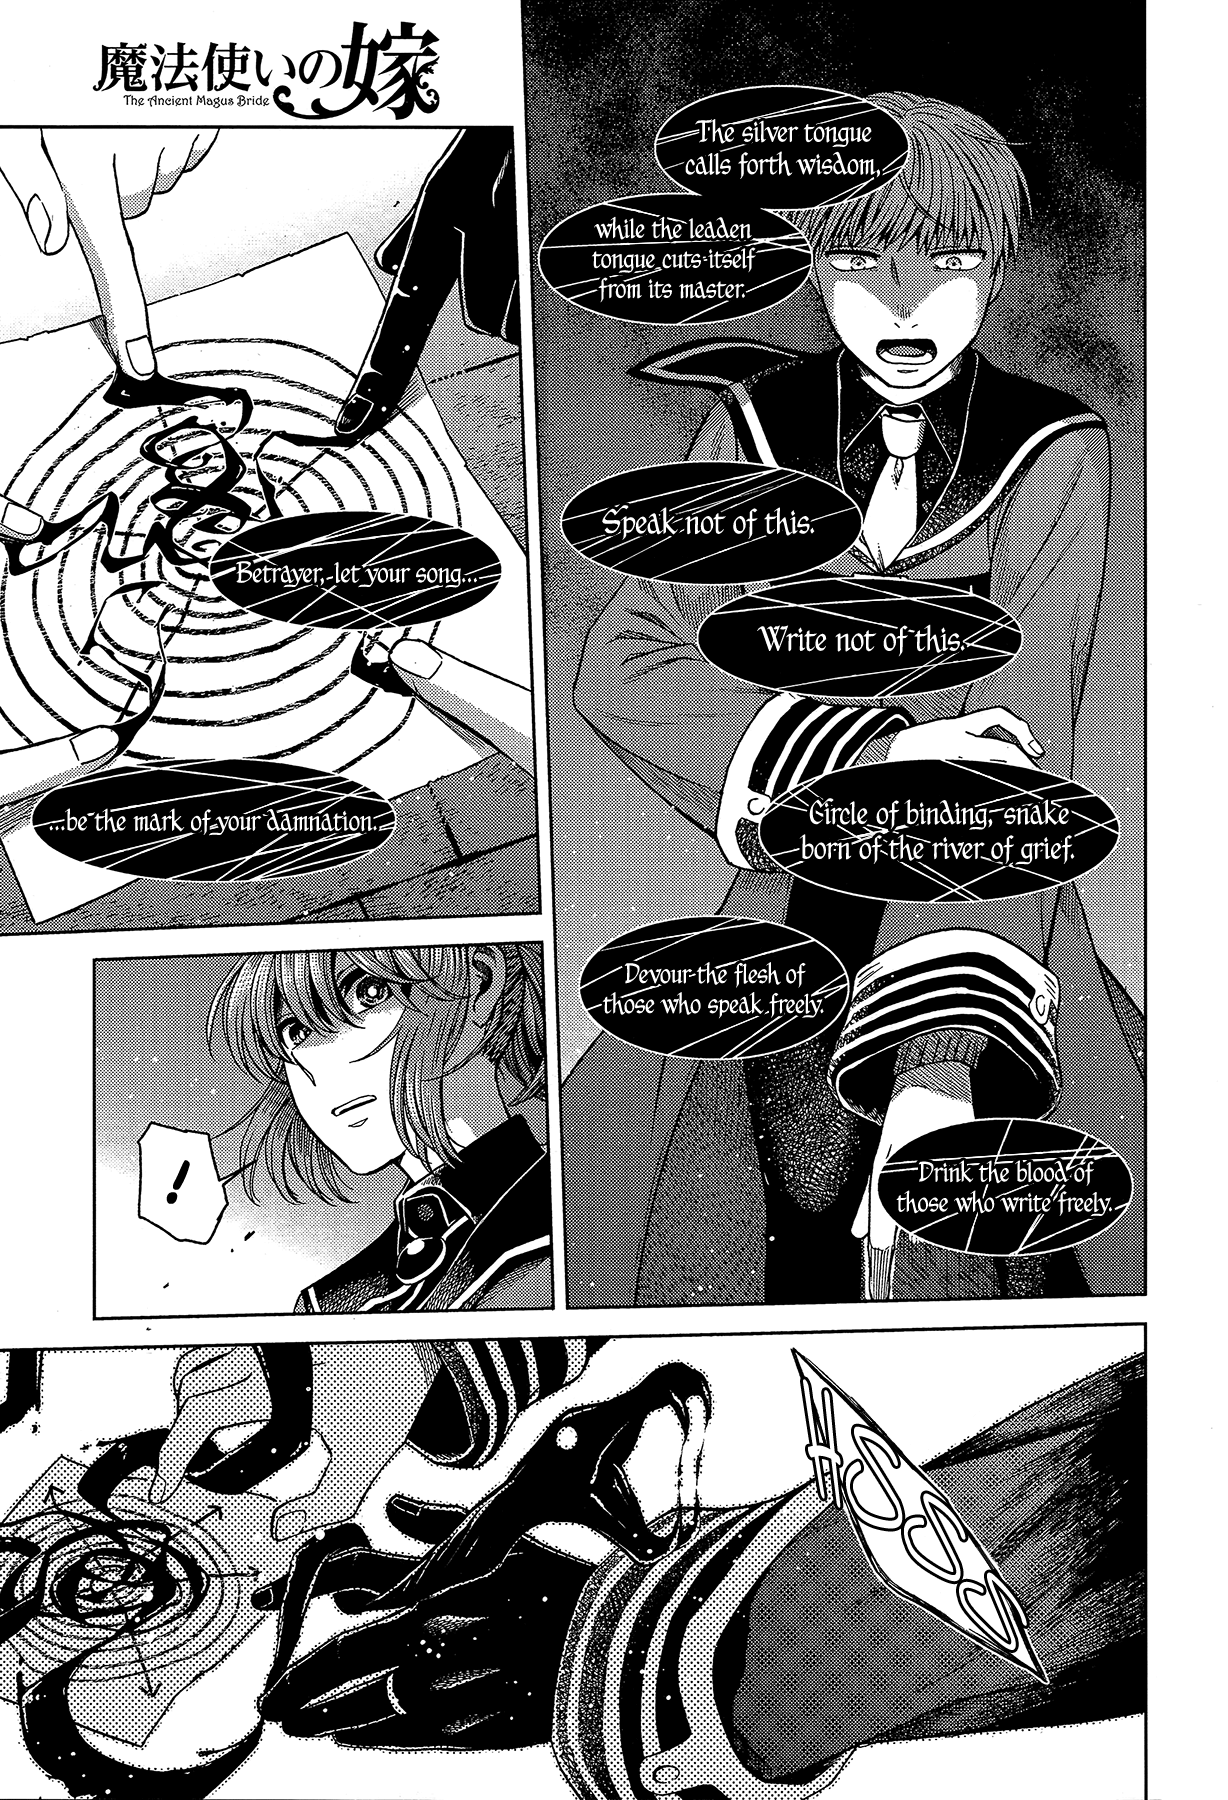 魔法使いの嫁
The Ancient Magus Bride
The silver tongue
calls forth wisdom,
while the leaden
tongue cuts itself
from its master.
Speak not of this.
Write not of this.
Circle of binding, snake
born of the river of grief.
Devour the flesh of
those who speak freely.
Drink the blood of
those who write freely.
Betrayer, let your song...
...be the mark of your damnation.
!
HSSSSS